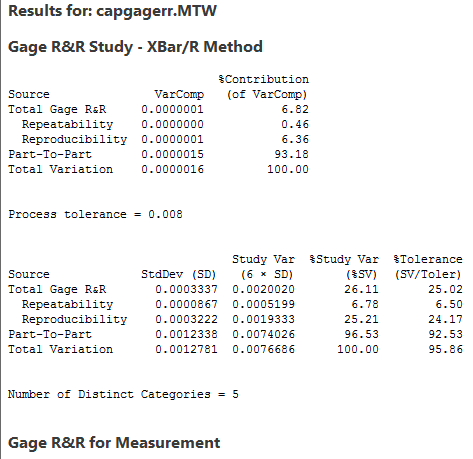 Results for: capgagerr.MTW
Gage R&R Study - XBar/R Method
%Contribution
Source VarComp (of VarComp)
Total Gage R&R 0.0000001 6.82
Repeatability 0.0000000 0.46
Reproducibility 0.0000001 6.36
Part-To-Part 0.0000015 93.18
Total Variation 0.0000016 100.00
Process tolerance = 0.008
Study Var %Study Var %Tolerance
Source StdDev (SD) (6 × SD) (%SV) (SV/Toler)
Total Gage R&R 0.0003337 0.0020020 26.11 25.02
Repeatability 0.0000867 0.0005199 6.78 6.50
Reproducibility 0.0003222 0.0019333 25.21 24.17
Part-To-Part 0.0012338 0.0074026 96.53 92.53
Total Variation 0.0012781 0.0076686 100.00 95.86
Number of Distinct Categories = 5
Gage R&R for Measurement